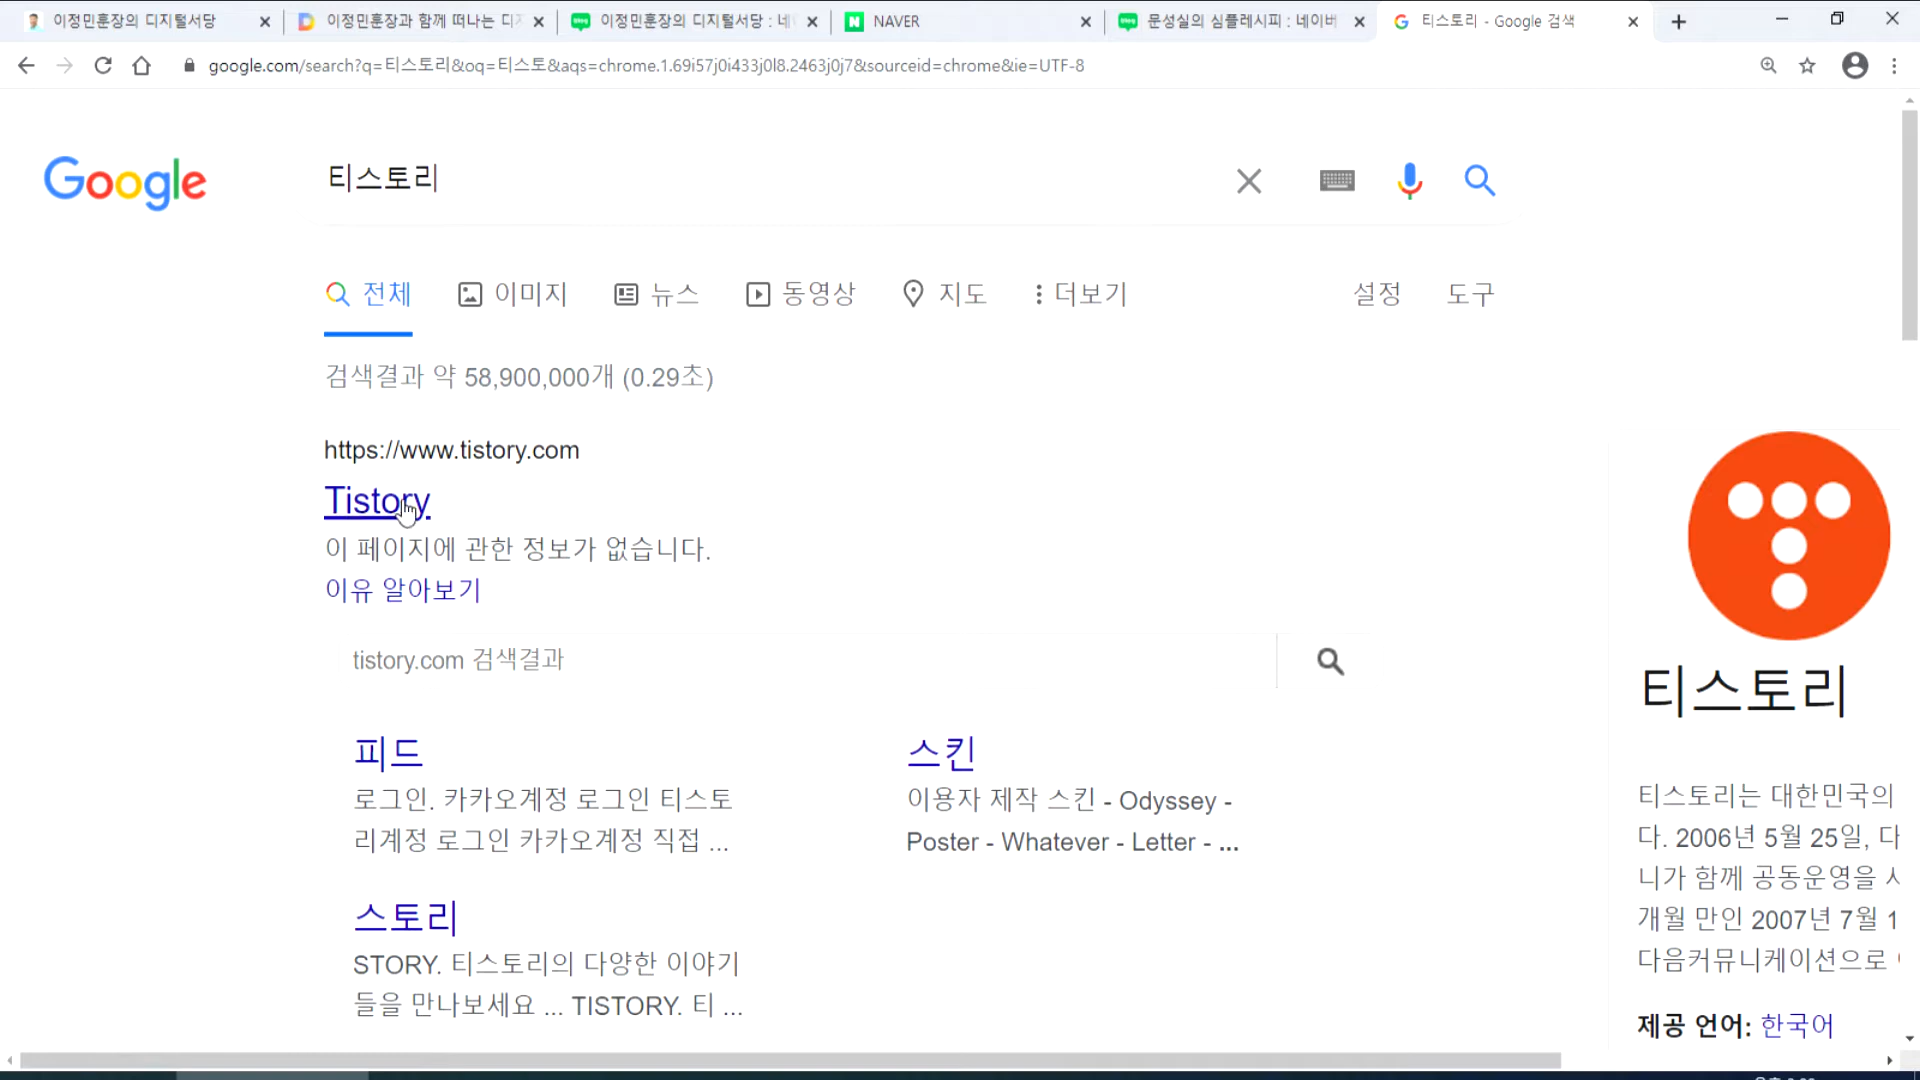 이정민훈장의 디지털서당
이정민훈장과 함께 떠나는 디지
이정민훈장의 디지털서당 : 네이
NAVER
문성실의 심플레시피 : 네이버
티스토리 - Google 검색
google.com/search?q=티스토리&oq=티스토&aqs=chrome.1.69i57j0i433j0l8.2463j0j7&sourceid=chrome&ie=UTF-8
Google
티스토리
전체
이미지
뉴스
동영상
지도
더보기
설정
도구
검색결과 약 58,900,000개 (0.29초)
https://www.tistory.com
Tistory
이 페이지에 관한 정보가 없습니다.
이유 알아보기
tistory.com 검색결과
피드
로그인. 카카오계정 로그인 티스토
리계정 로그인 카카오계정 직접 ...
스킨
이용자 제작 스킨 - Odyssey -
Poster - Whatever - Letter - ...
스토리
STORY. 티스토리의 다양한 이야기
들을 만나보세요 ... TISTORY. 티 ...
티스토리
티스토리는 대한민국의
다. 2006년 5월 25일, 다
니가 함께 공동운영을 시
개월 만인 2007년 7월 1
다음커뮤니케이션으로
제공 언어: 한국어